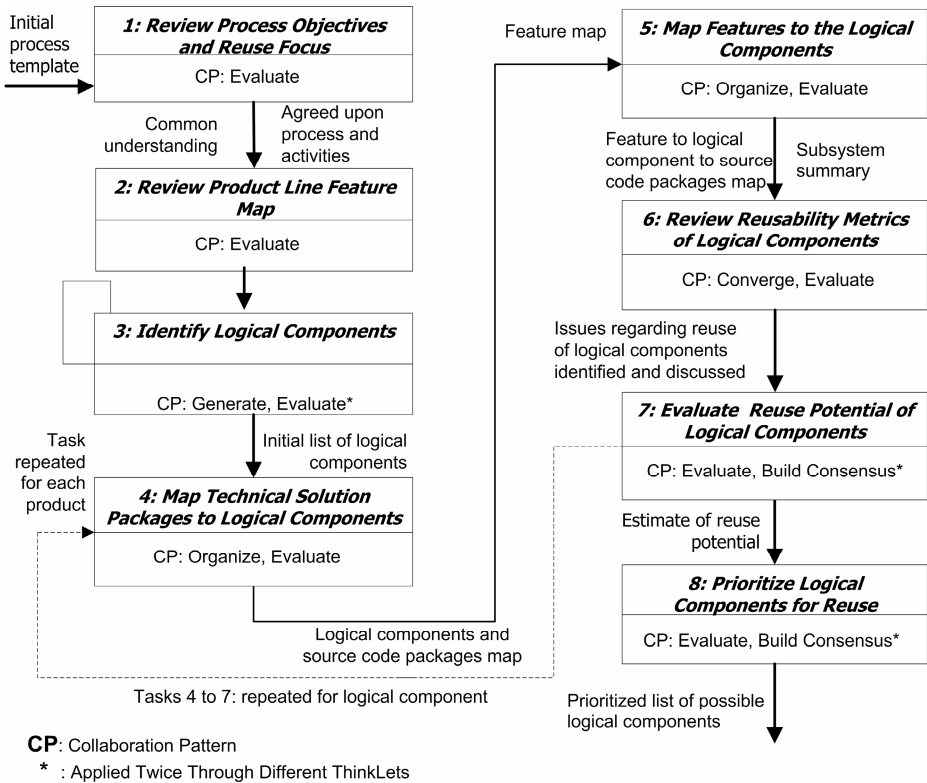 Initial
process
template
1: Review Process Objectives
and Reuse Focus
CP: Evaluate
Common
understanding
Agreed upon
process and
activities
2: Review Product Line Feature
Map
CP: Evaluate
3: Identify Logical Components
CP: Generate, Evaluate*
Task
repeated
for each
product
Initial list of logical
components
4: Map Technical Solution
Packages to Logical Components
CP: Organize, Evaluate
Logical components and
source code packages map
Tasks 4 to 7: repeated for logical component
Feature map
5: Map Features to the Logical
Components
CP: Organize, Evaluate
Feature to logical
component to source
code packages map
Subsystem
summary
6: Review Reusability Metrics
of Logical Components
CP: Converge, Evaluate
Issues regarding reuse
of logical components
identified and discussed
7: Evaluate Reuse Potential of
Logical Components
CP: Evaluate, Build Consensus*
Estimate of reuse
potential
8: Prioritize Logical
Components for Reuse
CP: Evaluate, Build Consensus*
Prioritized list of possible
logical components
CP: Collaboration Pattern
* : Applied Twice Through Different ThinkLets